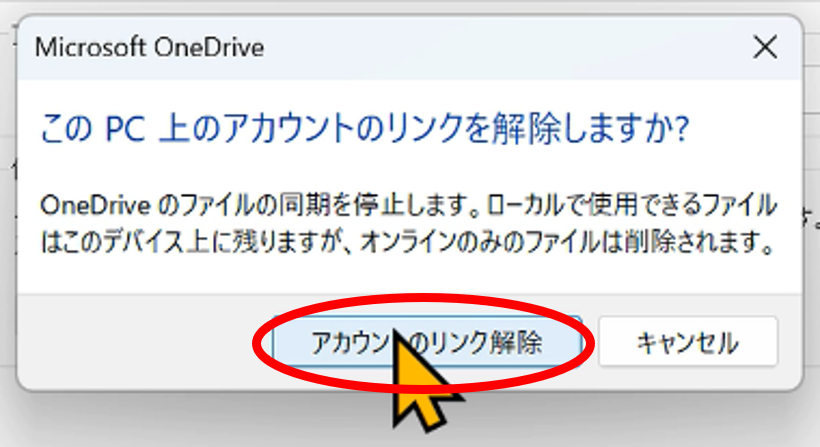 Microsoft OneDrive
この PC 上のアカウントのリンクを解除しますか?
OneDrive のファイルの同期を停止します。ローカルで使用できるファイル
はこのデバイス上に残りますが、オンラインのみのファイルは削除されます。
アカウントのリンク解除
キャンセル